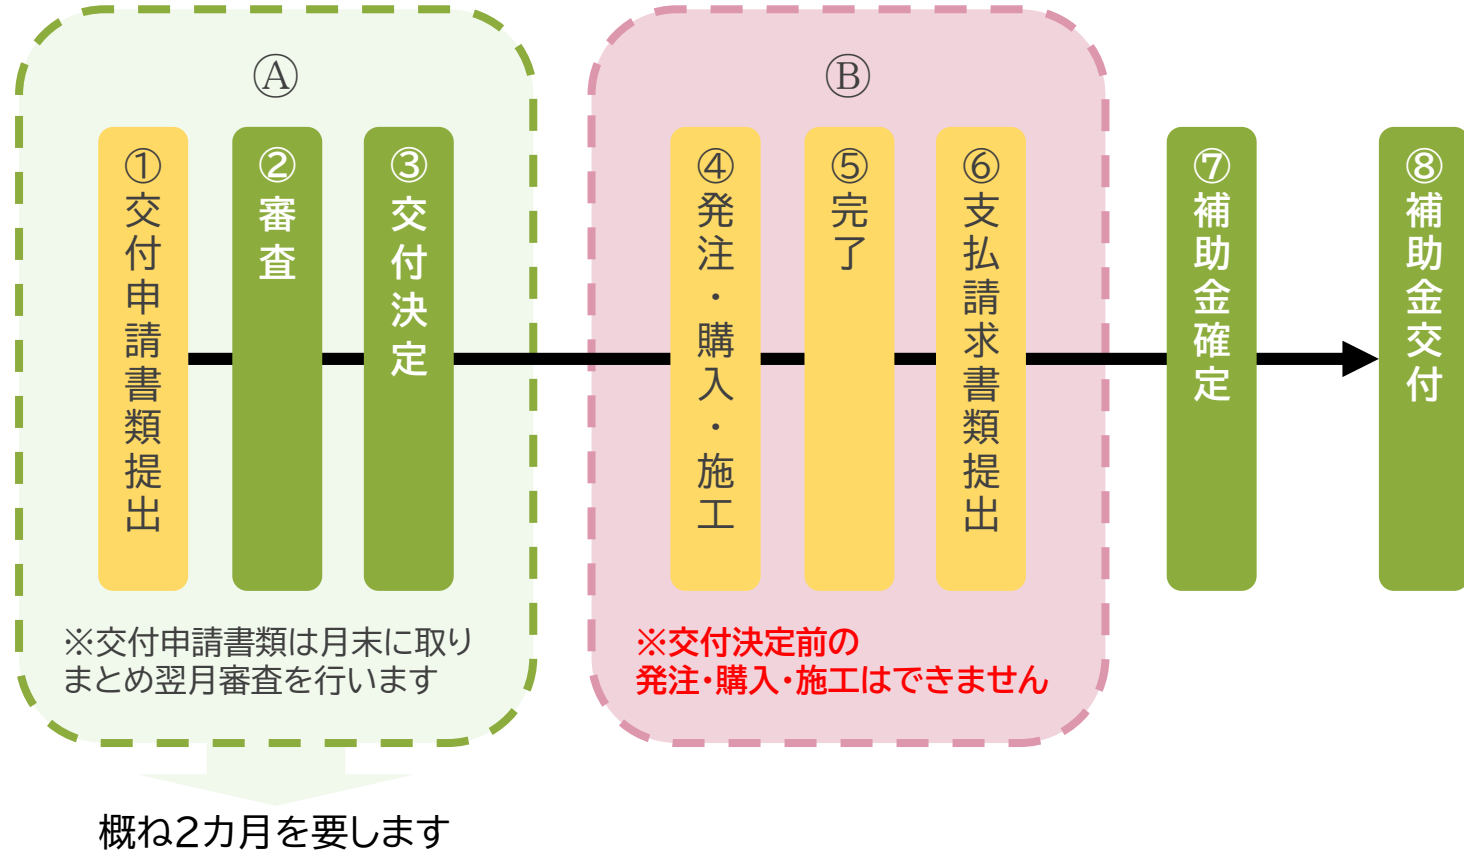 Ⓐ
①交付申請書類提出
②審査
③交付決定
※交付申請書類は月末に取り
まとめ翌月審査を行います
概ね2カ月を要します
Ⓑ
④発注・購入・施工
⑤完了
⑥支払請求書類提出
※交付決定前の
発注・購入・施工はできません
⑦補助金確定
⑧補助金交付